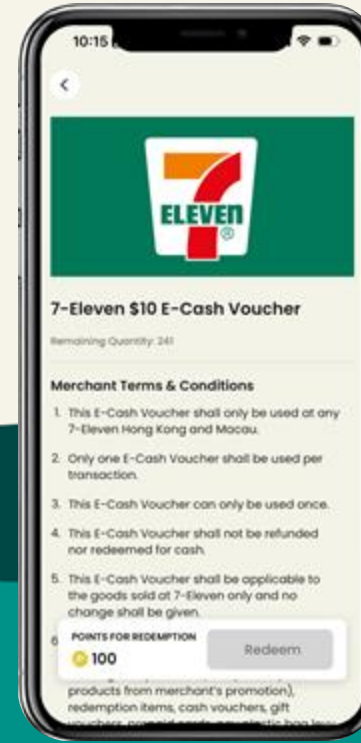 10:15
7
ELEVEN
®
7-Eleven $10 E-Cash Voucher
Remaining Quantity: 241
Merchant Terms & Conditions
1. This E-Cash Voucher shall only be used at any
7-Eleven Hong Kong and Macau.
2. Only one E-Cash Voucher shall be used per
transaction.
3. This E-Cash Voucher can only be used once.
4. This E-Cash Voucher shall not be refunded
nor redeemed for cash.
5. This E-Cash Voucher shall be applicable to
the goods sold at 7-Eleven only and no
change shall be given.
6
POINTS FOR REDEMPTION
100
Redeem
products from merchant's promotion),
redemption items, cash vouchers, gift